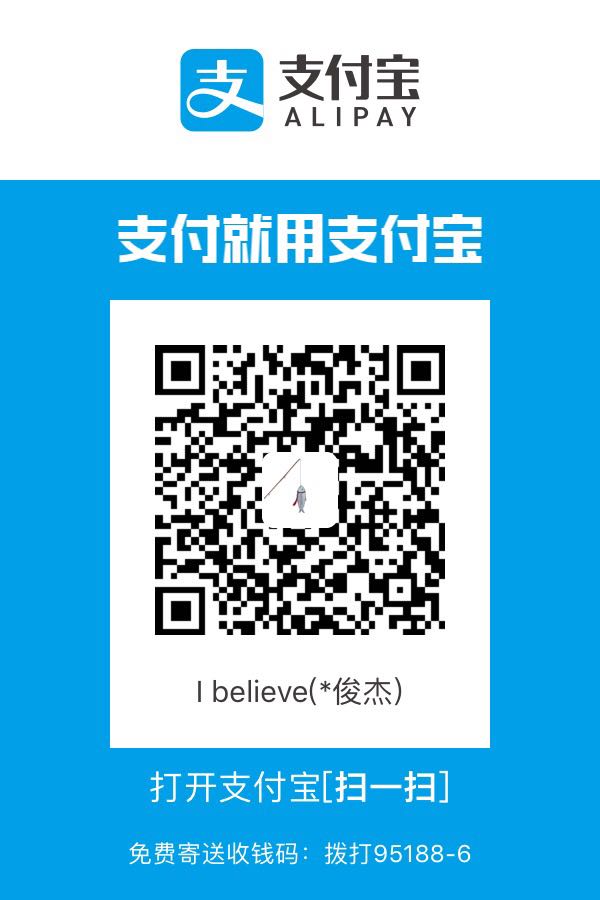 支 支付宝
ALIPAY
支付就用支付宝
I believe(*俊杰)
打开支付宝[扫一扫]
免费寄送收钱码：拨打95188-6